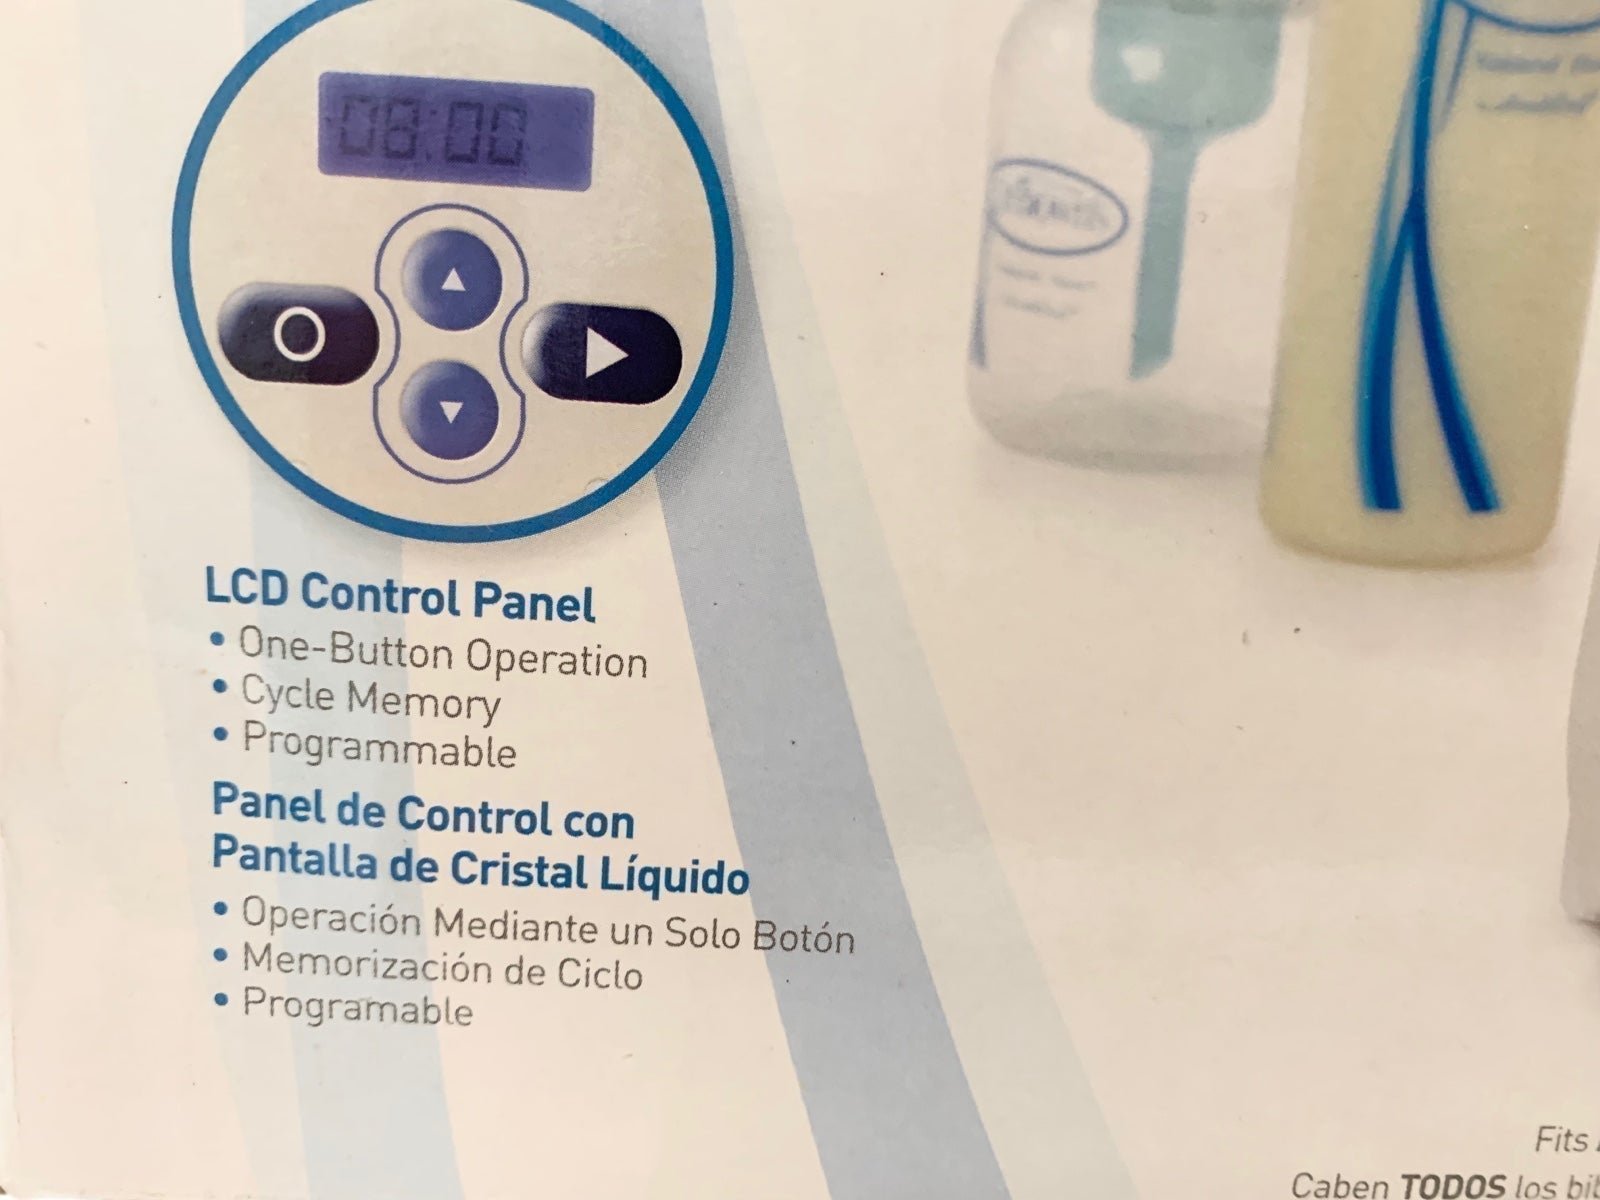 08:00
LCD Control Panel
• One-Button Operation
• Cycle Memory
• Programmable
Panel de Control con
Pantalla de Cristal Líquido
• Operación Mediante un Solo Botón
• Memorización de Ciclo
• Programable
Fits
Caben TODOS los